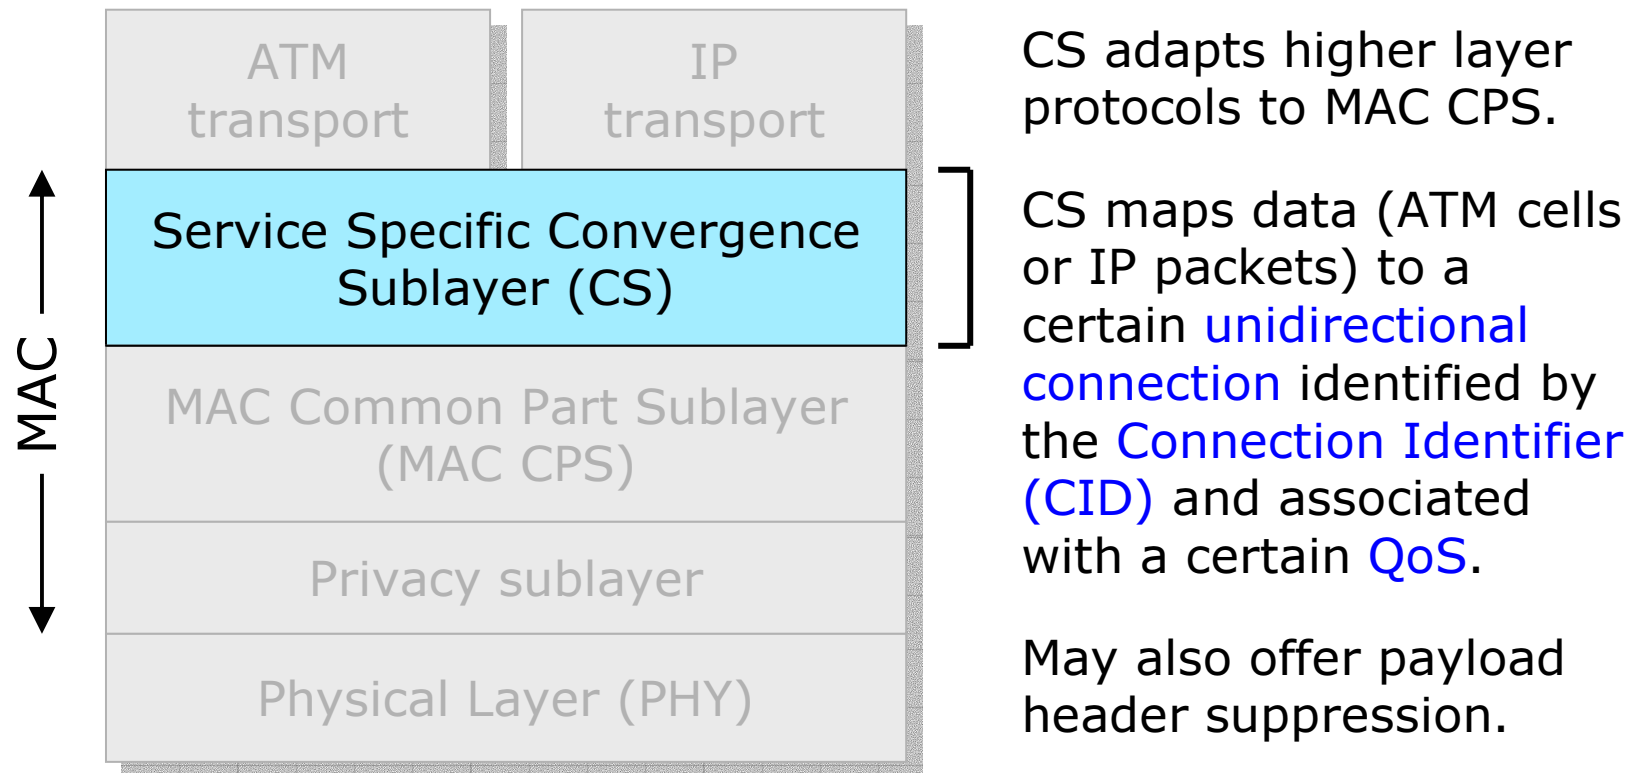 ATM
transport
IP
transport
Service Specific Convergence
Sublayer (CS)
MAC Common Part Sublayer
(MAC CPS)
Privacy sublayer
Physical Layer (PHY)
MAC
CS adapts higher layer
protocols to MAC CPS.
CS maps data (ATM cells
or IP packets) to a
certain unidirectional
connection identified by
the Connection Identifier
(CID) and associated
with a certain QoS.
May also offer payload
header suppression.